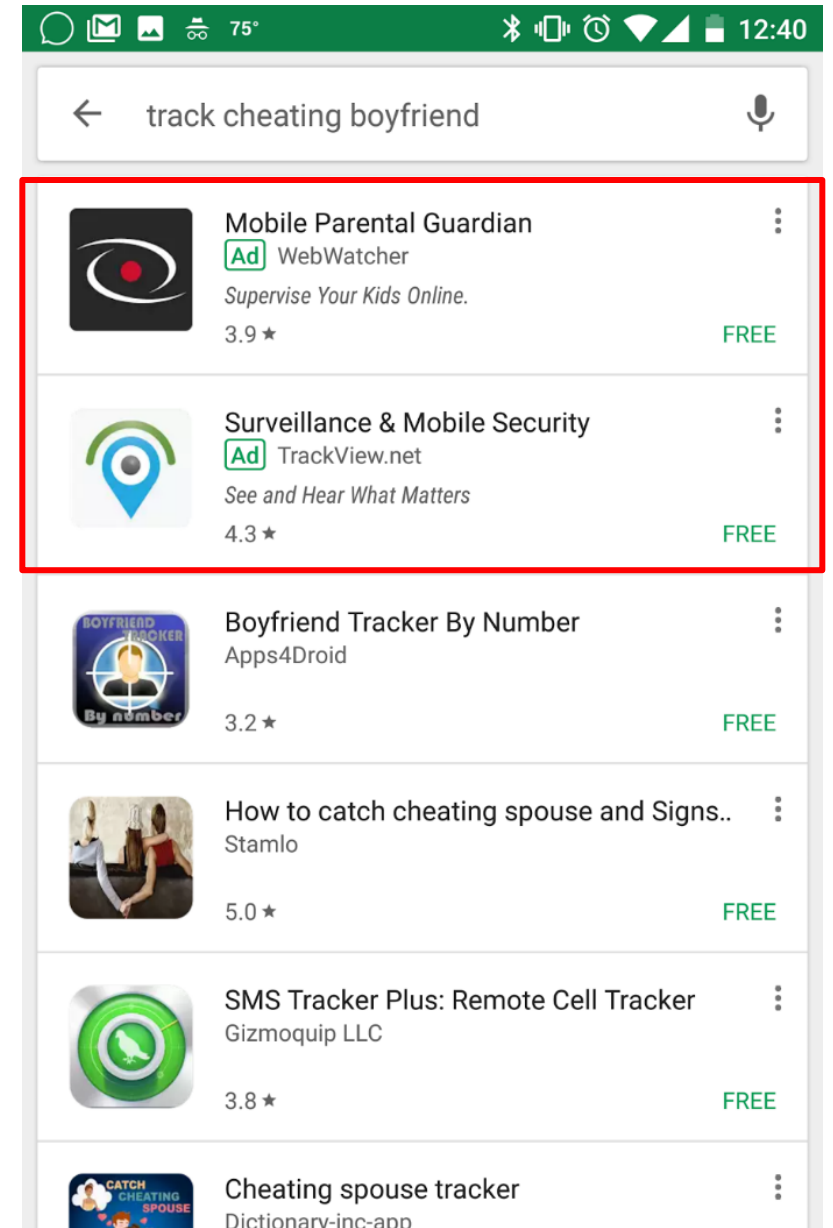 75° 12:40
track cheating boyfriend
Mobile Parental Guardian
Ad WebWatcher
Supervise Your Kids Online.
3.9 ★ FREE
Surveillance & Mobile Security
Ad TrackView.net
See and Hear What Matters
4.3 ★ FREE
BOYFRIEND
TRACKER
By number
Boyfriend Tracker By Number
Apps4Droid
3.2 ★ FREE
How to catch cheating spouse and Signs..
Stamlo
5.0 ★ FREE
SMS Tracker Plus: Remote Cell Tracker
Gizmoquip LLC
3.8 ★ FREE
CATCH
CHEATING
SPOUSE
Cheating spouse tracker
Dictionary-inc-app